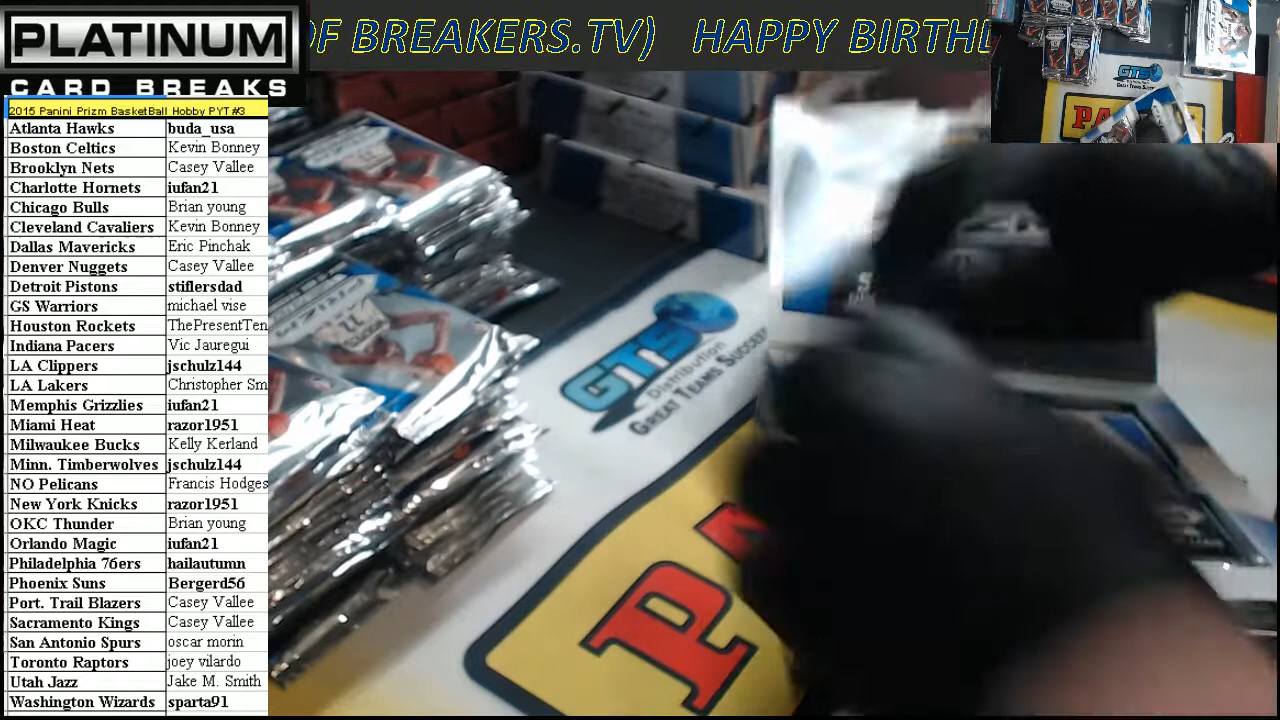 PLATINUM
CARD BREAKS
OF BREAKERS.TV) HAPPY BIRTHD
2015 Panini Prizm BasketBall Hobby PYT #3
Atlanta Hawks buda_usa
Boston Celtics Kevin Bonney
Brooklyn Nets Casey Vallee
Charlotte Hornets iufan21
Chicago Bulls Brian young
Cleveland Cavaliers Kevin Bonney
Dallas Mavericks Eric Pinchak
Denver Nuggets Casey Vallee
Detroit Pistons stiflersdad
GS Warriors michael vise
Houston Rockets ThePresentTen
Indiana Pacers Vic Jauregui
LA Clippers jschulz144
LA Lakers Christopher Sm
Memphis Grizzlies iufan21
Miami Heat razor1951
Milwaukee Bucks Kelly Kerland
Minn. Timberwolves jschulz144
NO Pelicans Francis Hodges
New York Knicks razor1951
OKC Thunder Brian young
Orlando Magic iufan21
Philadelphia 76ers hailautumn
Phoenix Suns Bergerd56
Port. Trail Blazers Casey Vallee
Sacramento Kings Casey Vallee
San Antonio Spurs oscar morin
Toronto Raptors joey vilardo
Utah Jazz Jake M. Smith
Washington Wizards sparta91
PRIZM
GTS
Distribution
GREAT TEAMS SUCCEED
P
GTS
PA